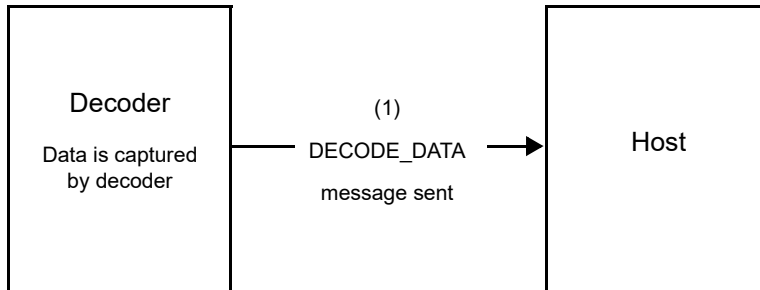 Decoder
Data is captured
by decoder
(1)
DECODE_DATA
message sent
Host